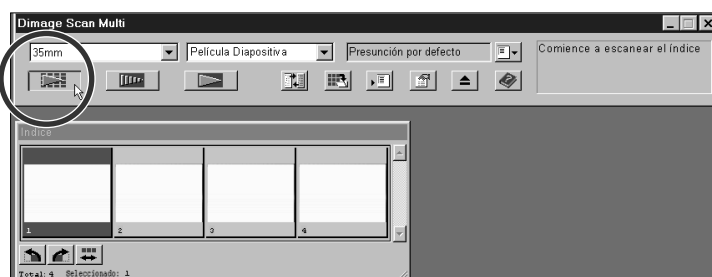 Dimage Scan Multi
35mm
Película Diapositiva
Presunción por defecto
Comience a escanear el índice
Indice
1 2 3 4
Total: 4 Seleccionado: 1